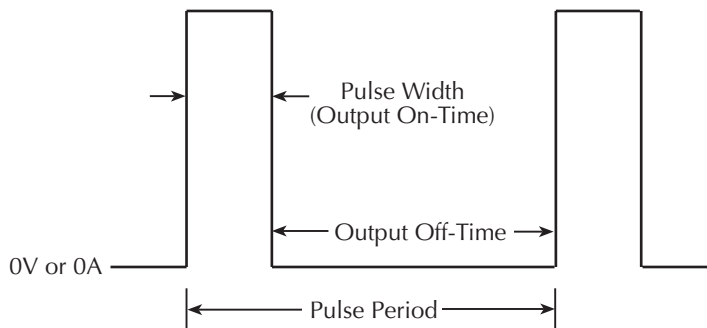 Pulse Width
(Output On-Time)
Output Off-Time
0V or 0A
Pulse Period